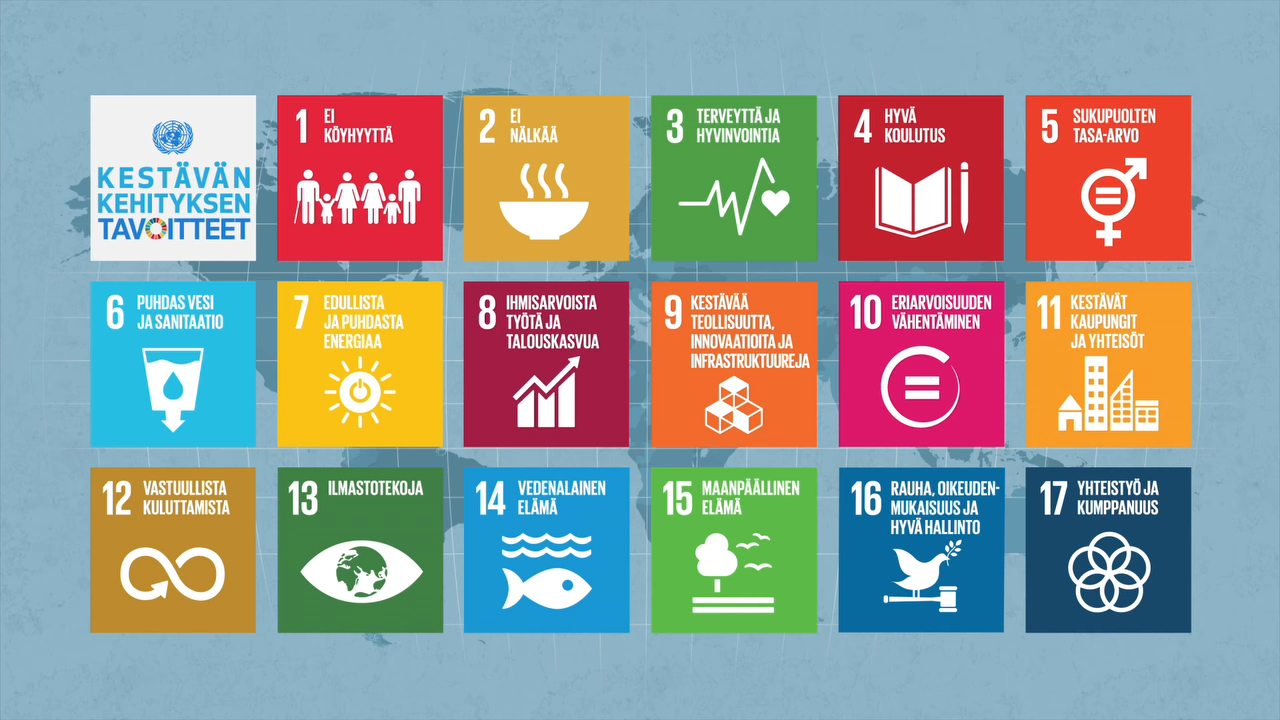 KESTÄVÄN
KEHITYKSEN
TAVOITTEET
1 EI
KÖYHYYTTÄ
2 EI
NÄLKÄÄ
3 TERVEYTTÄ JA
HYVINVOINTIA
4 HYVÄ
KOULUTUS
5 SUKUPUOLTEN
TASA-ARVO
6 PUHDAS VESI
JA SANITAATIO
7 EDULLISTA
JA PUHDASTA
ENERGIAA
8 IHMISARVOISTA
TYÖTÄ JA
TALOUSKASVUA
9 KESTÄVÄÄ
TEOLLISUUTTA,
INNOVAATIOITA JA
INFRASTRUKTUUREJA
10 ERIARVOISUUDEN
VÄHENTÄMINEN
11 KESTÄVÄT
KAUPUNGIT
JA YHTEISÖT
12 VASTUULLISTA
KULUTTAMISTA
13 ILMASTOTEKOJA
14 VEDENALAINEN
ELÄMÄ
15 MAANPÄÄLLINEN
ELÄMÄ
16 RAUHA, OIKEUDEN-
MUKAISUUS JA
HYVÄ HALLINTO
17 YHTEISTYÖ JA
KUMPPANUUS